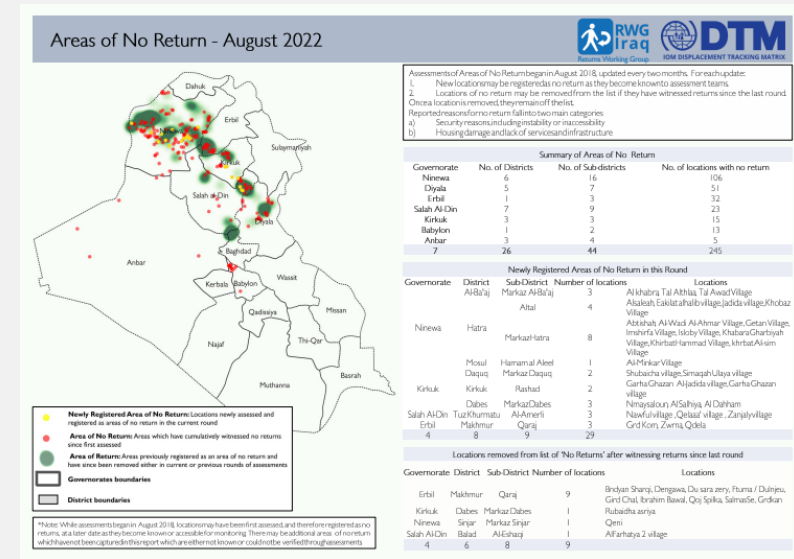 Areas of No Return - August 2022
RWG
Iraq
Returns Working Group
DTM
IOM DISPLACEMENT TRACKING MATRIX
Assessments of Areas of No Return began in August 2018, updated every two months. For each update:
1. New locations may be registered as no return as they become known to assessment teams.
2. Locations of no return may be removed from the list if they have witnessed returns since the last round.
Once a location is removed, they remain off the list.
Reported reasons for no return fall into two main categories
a) Security reasons, including instability or inaccessibility
b) Housing damage and lack of services and infrastructure
Dahuk
Erbil
Sulaymaniyah
Kirkuk
Salah al-Din
Diyala
Baghdad
Anbar
Wassit
Kerbala
Babylon
Qadissiya
Missan
Najaf
Thi-Qar
Basrah
Muthanna
Summary of Areas of No Return
Governorate No. of Districts No. of Sub-districts No. of locations with no return
Ninewa 6 16 106
Diyala 5 7 51
Erbil 1 3 32
Salah Al-Din 7 9 23
Kirkuk 3 3 15
Babylon 1 2 13
Anbar 3 4 5
7 26 44 245
Newly Registered Areas of No Return in this Round
Governorate District Sub-District Number of locations Locations
Al-Ba'aj Markaz Al-Ba'aj 3 Al khabra, Tal Althlaa, Tal Awad Village
Altal 4 Alsaleah, Eakilat alhalib village, Jadida village, Khobaz
Village
Ninewa Hatra
Markaz Hatra 8 Abtishah, Al-Wadi Al-Ahmar Village, Getan Village,
Imshirfa Village, Isloby Village, Khabara Gharbiyah
Village, Khirbat Hammad Village, khrbat Al-sim
Village
Mosul Hamam al Aleel 1 Al-Minkar Village
Daquq Markaz Daquq 2 Shubaicha village, Simaqah Ulaya village
Kirkuk Kirkuk Rashad 2 Garha Ghazan Al-Jadida village, Garha Ghazan
village
Dabes Markaz Dabes 3 Nmaysaloun, Al Salhiya, Al Dahham
Salah Al-Din Tuz Khurmatu Al-Amerli 3 Nawful village, Qelaaa' village, Zanjaly village
Erbil Makhmur Qaraj 3 Grd Korn, Zwrna, Qdela
4 8 9 29
Locations removed from list of 'No Returns' after witnessing returns since last round
Governorate District Sub-District Number of locations Locations
Erbil Makhmur Qaraj 9 Bndyan Sharqi, Dengawa, Du sara zery, / Dulnjeu,
Gird Chal, Ibrahim Bawal, Qoj Spilka, SalmasSe, Grdkan
Kirkuk Dabes Markaz Dabes 1 Rubaidha asriya
Ninewa Sinjar Markaz Sinjar 1 Qeni
Salah Al-Din Balad Al-Eshaqi 1 AlFarhatya 2 village
4 6 8 9
Newly Registered Area of No Return: Locations newly assessed and
registered as areas of no return in the current round
Area of No Return: Areas which have cumulatively witnessed no returns
since first assessed
Area of Return: Areas previously registered as an area of no return and
have since been removed either in current or previous rounds of assessments
Governorates boundaries
District boundaries
*Note: While assessments began in August 2018, locations may have been first assessed, and therefore registered as no
returns, at a later date as they become known or accessible for monitoring. There may be additional areas of no return
which have not been captured in this report which are either not known or could not be verified through assessments.